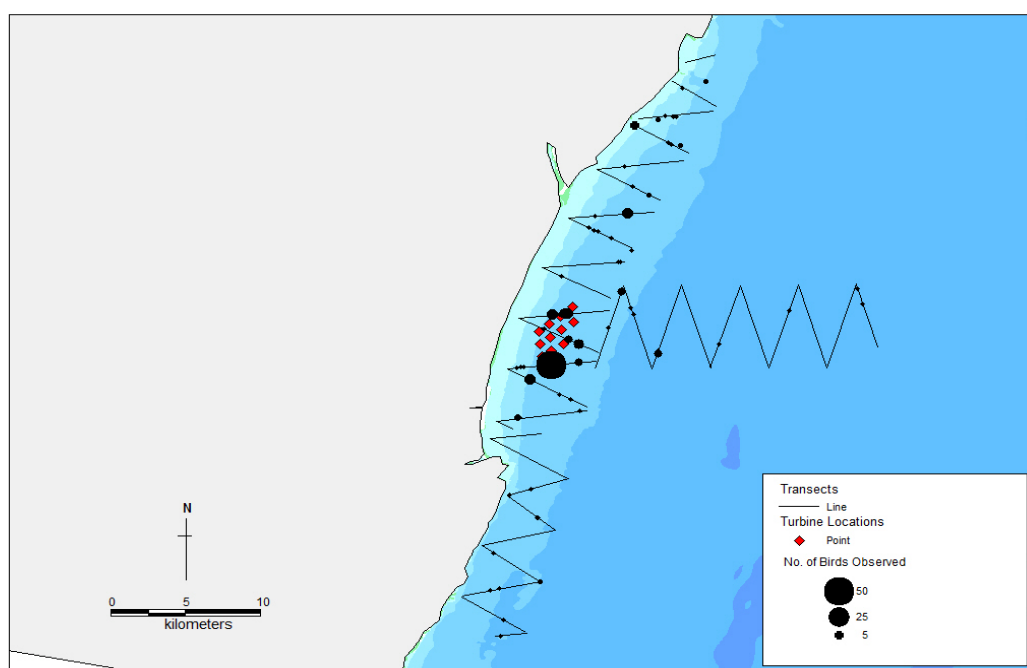 N
0 5 10
kilometers
Transects
Line
Turbine Locations
Point
No. of Birds Observed
50
25
5